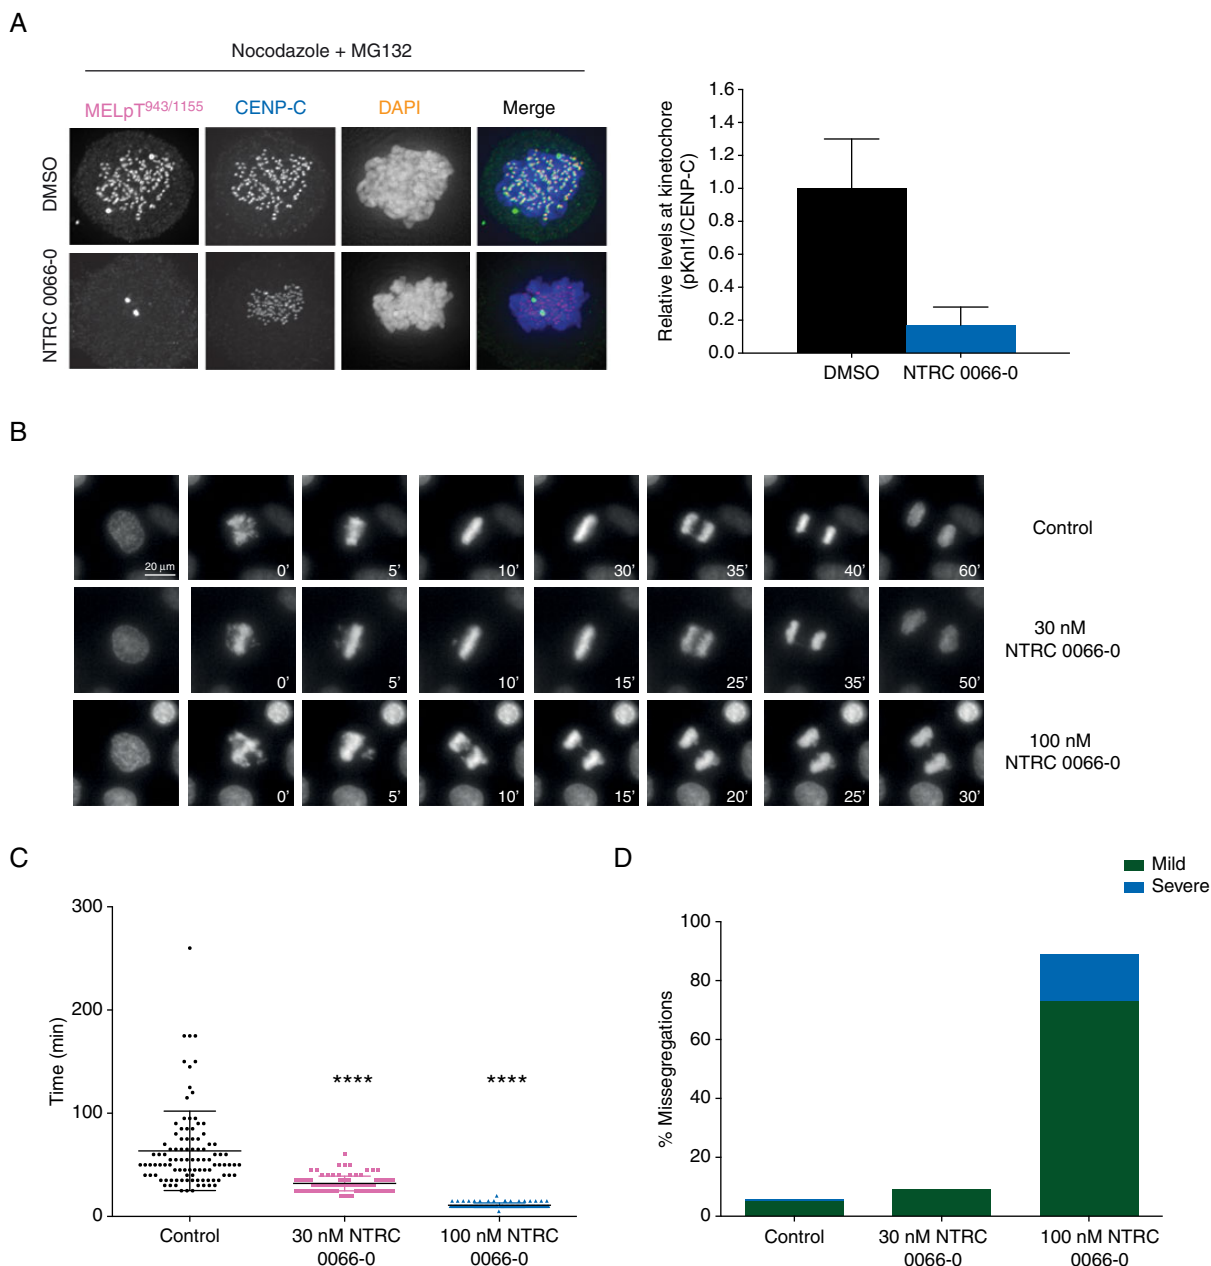 A
Nocodazole + MG132
MELpT943/1155 CENP-C DAPI Merge
DMSO
NTRC 0066-0
Relative levels at kinetochore
(pKnl1/CENP-C)
1.6
1.4
1.2
1.0
0.8
0.6
0.4
0.2
0.0
DMSO NTRC 0066-0
B
20 μm 0’ 5’ 10’ 30’ 35’ 40’ 60’
Control
0’ 5’ 10’ 15’ 25’ 35’ 50’
30 nM
NTRC 0066-0
0’ 5’ 10’ 15’ 20’ 25’ 30’
100 nM
NTRC 0066-0
C
Time (min)
300
200
100
0
**** ****
Control 30 nM NTRC 100 nM NTRC
0066-0 0066-0
D
Mild
Severe
% Missegregations
100
80
60
40
20
0
Control 30 nM NTRC 100 nM NTRC
0066-0 0066-0